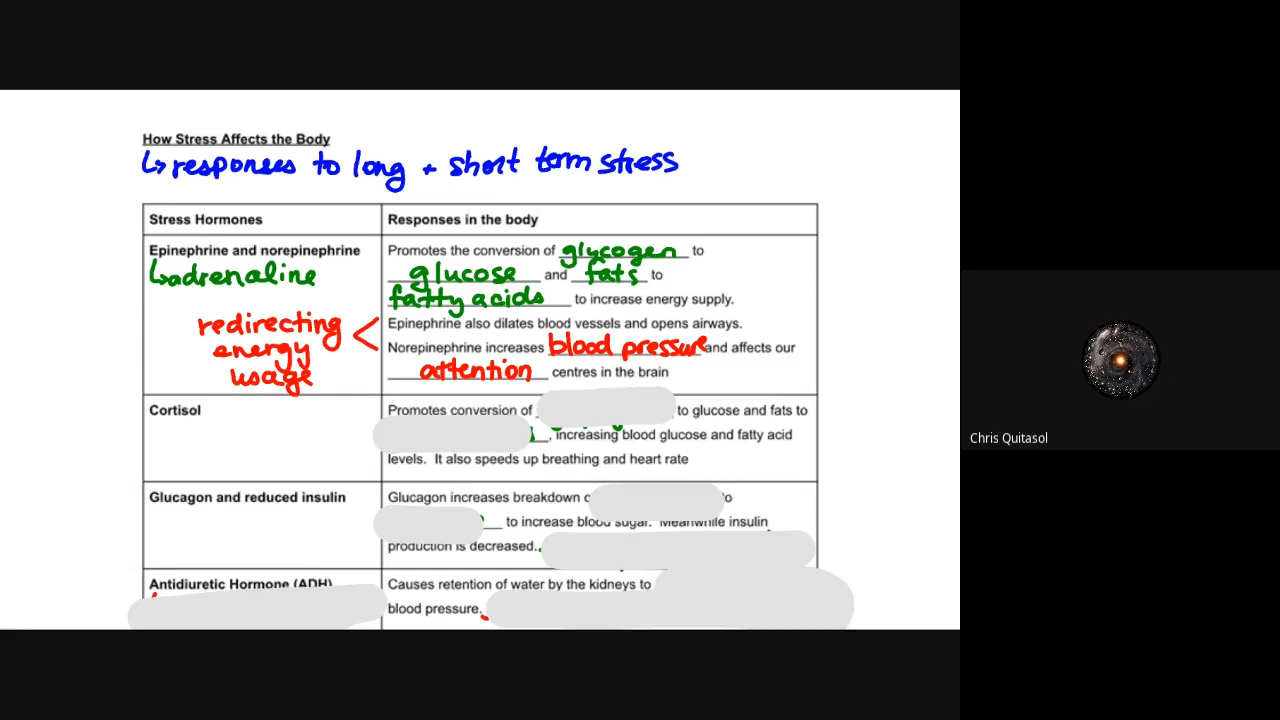 How Stress Affects the Body
↳ responses to long + short term stress
Stress Hormones
Responses in the body
Epinephrine and norepinephrine
↳ adrenaline
redirecting
energy
usage
Promotes the conversion of glycogen to
glucose and fats to
fatty acids to increase energy supply.
Epinephrine also dilates blood vessels and opens airways.
Norepinephrine increases blood pressure and affects our
attention centres in the brain
Cortisol
Promotes conversion of to glucose and fats to
, increasing blood glucose and fatty acid
levels. It also speeds up breathing and heart rate
Glucagon and reduced insulin
Glucagon increases breakdown to
to increase blood sugar. Meanwhile insulin
production is decreased.
Antidiuretic Hormone (ADH)
Causes retention of water by the kidneys to
blood pressure.
Chris Quitasol